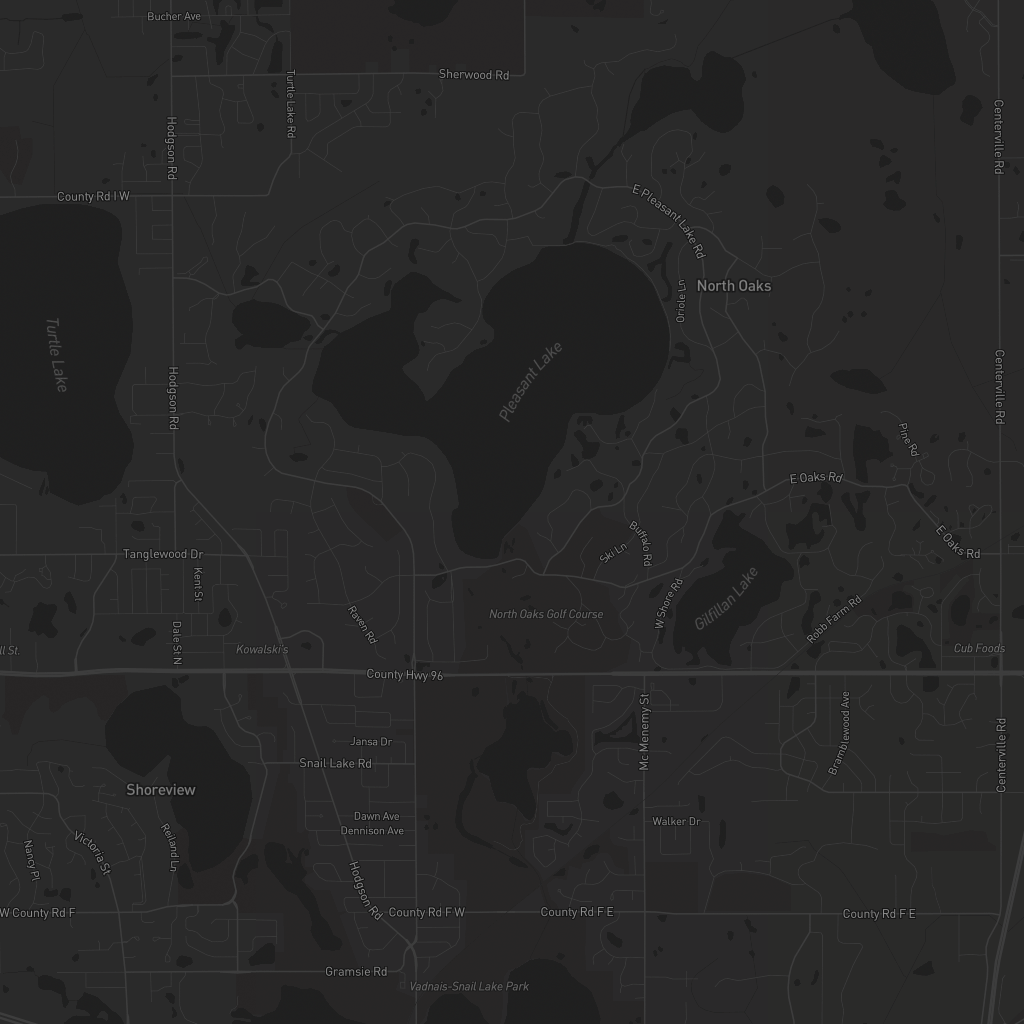 Bucher Ave
Sherwood Rd
Turtle Lake Rd
Hodgson Rd
Centerville Rd
County Rd I W
E Pleasant Lake Rd
North Oaks
Oriole Ln
Turtle Lake
Pleasant Lake
Hodgson Rd
Centerville Rd
Pine Rd
E Oaks Rd
E Oaks Rd
Tanglewood Dr
Buffalo Rd
Ski Ln
Kent St
Gilfillan Lake
W Shore Rd
North Oaks Golf Course
Raven Rd
Robb Farm Rd
Dale St N
ll St.
Kowalski's
Cub Foods
County Hwy 96
Mc Menemy St
Bramblewood Ave
Centerville Rd
Jansa Dr
Snail Lake Rd
Shoreview
Dawn Ave
Dennison Ave
Walker Dr
Reiland Ln
Victoria St
Nancy Pl
Hodgson Rd
W County Rd F
County Rd F W
County Rd F E
County Rd F E
Gramsie Rd
Vadnais-Snail Lake Park